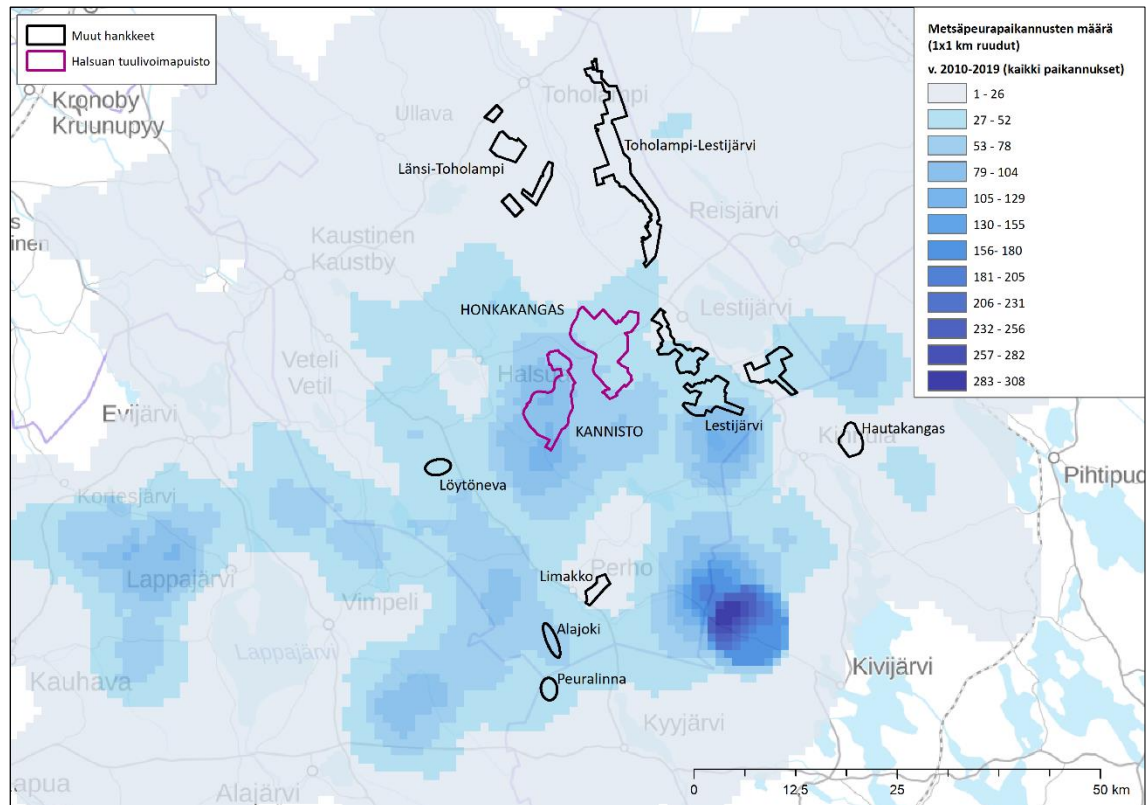 Muut hankkeet
Halsuan tuulivoimapuisto
Metsäpeurapaikannusten määrä
(1x1 km ruudut)
v. 2010-2019 (kaikki paikannukset)
1 - 26
27 - 52
53 - 78
79 - 104
105 - 129
130 - 155
156- 180
181 - 205
206 - 231
232 - 256
257 - 282
283 - 308
Kronoby
Kruunupyy
Ullava
Toholampi
Länsi-Toholampi
Toholampi-Lestijärvi
Reisjärvi
Kaustinen
Kaustby
HONKAKANGAS
Lestijärvi
Veteli
Vetil
Halsua
Evijärvi
KANNISTO
Lestijärvi
Hautakangas
Kinnula
Pihtipud
Löytöneva
Kortesjärvi
Lappajärvi
Limakko
Perho
Vimpeli
Alajoki
Lappajärvi
Kauhava
Peuralinna
Kivijärvi
Kyyjärvi
apua
Alajärvi
0
12,5
25
50 km